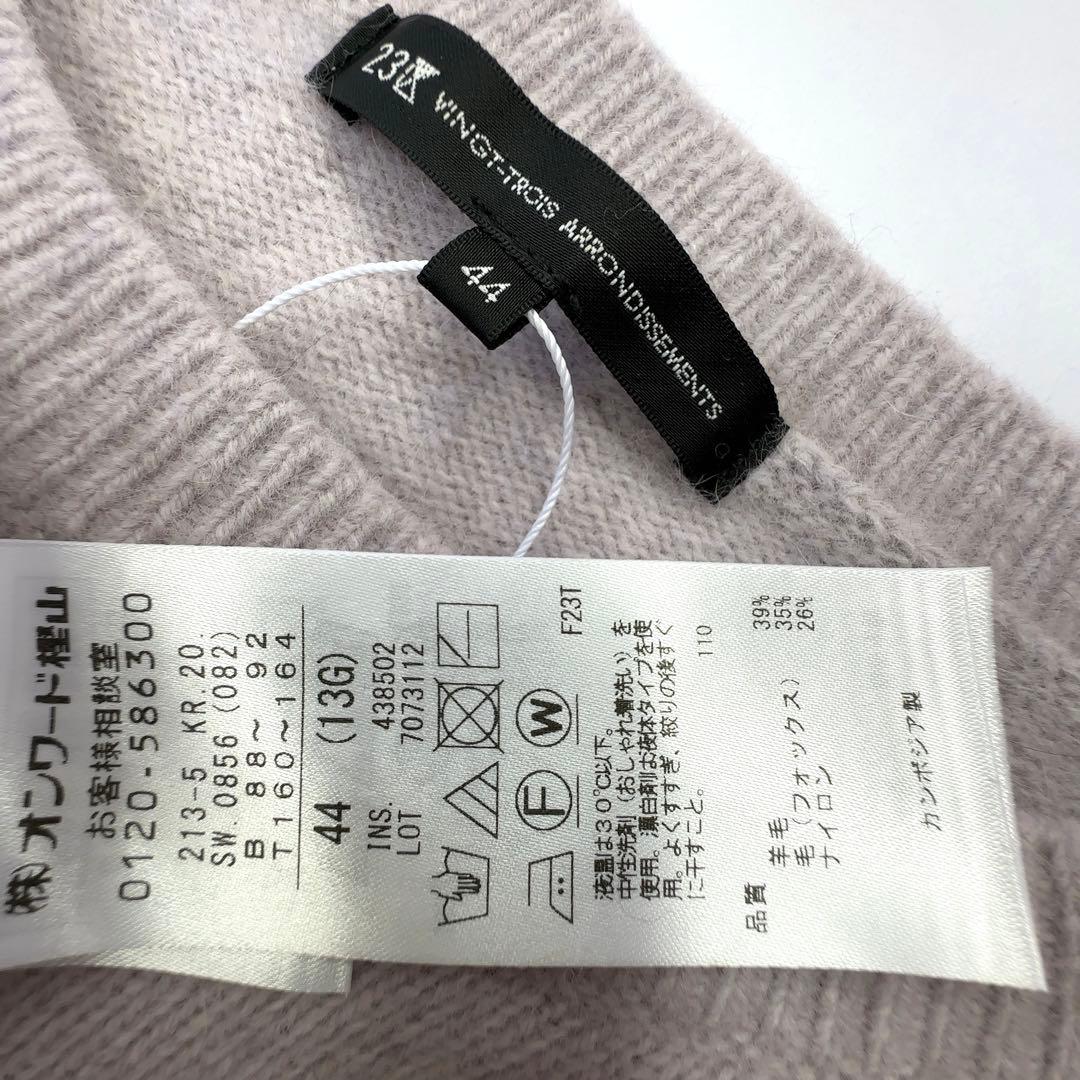 23区 VINGT-TROIS ARRONDISSEMENTS
44
(株)オンワード樫山
お客様相談室
0120-586300
213-5 KR.20.
SW.0856 (082)
B 88~ 92
T 160~164
44 (13G)
INS. 438502
LOT 7073112
W
F
F23T
液温は30℃以下。
中性洗剤(おしゃれ着洗い)を
使用。漂白剤は液体タイプを使
用。よくすすぎ、絞りの後すぐ
に干すこと。
110
品質
羊毛 39%
毛(フォックス) 35%
ナイロン 26%
カンボジア製